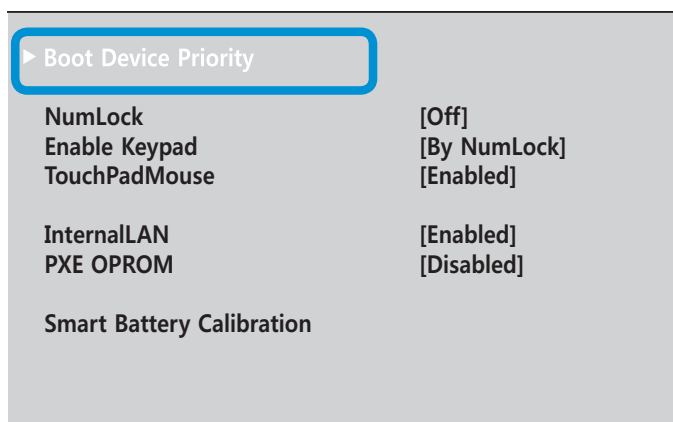 ▶ Boot Device Priority
NumLock [Off]
Enable Keypad [By NumLock]
TouchPadMouse [Enabled]
InternalLAN [Enabled]
PXE OPROM [Disabled]
Smart Battery Calibration